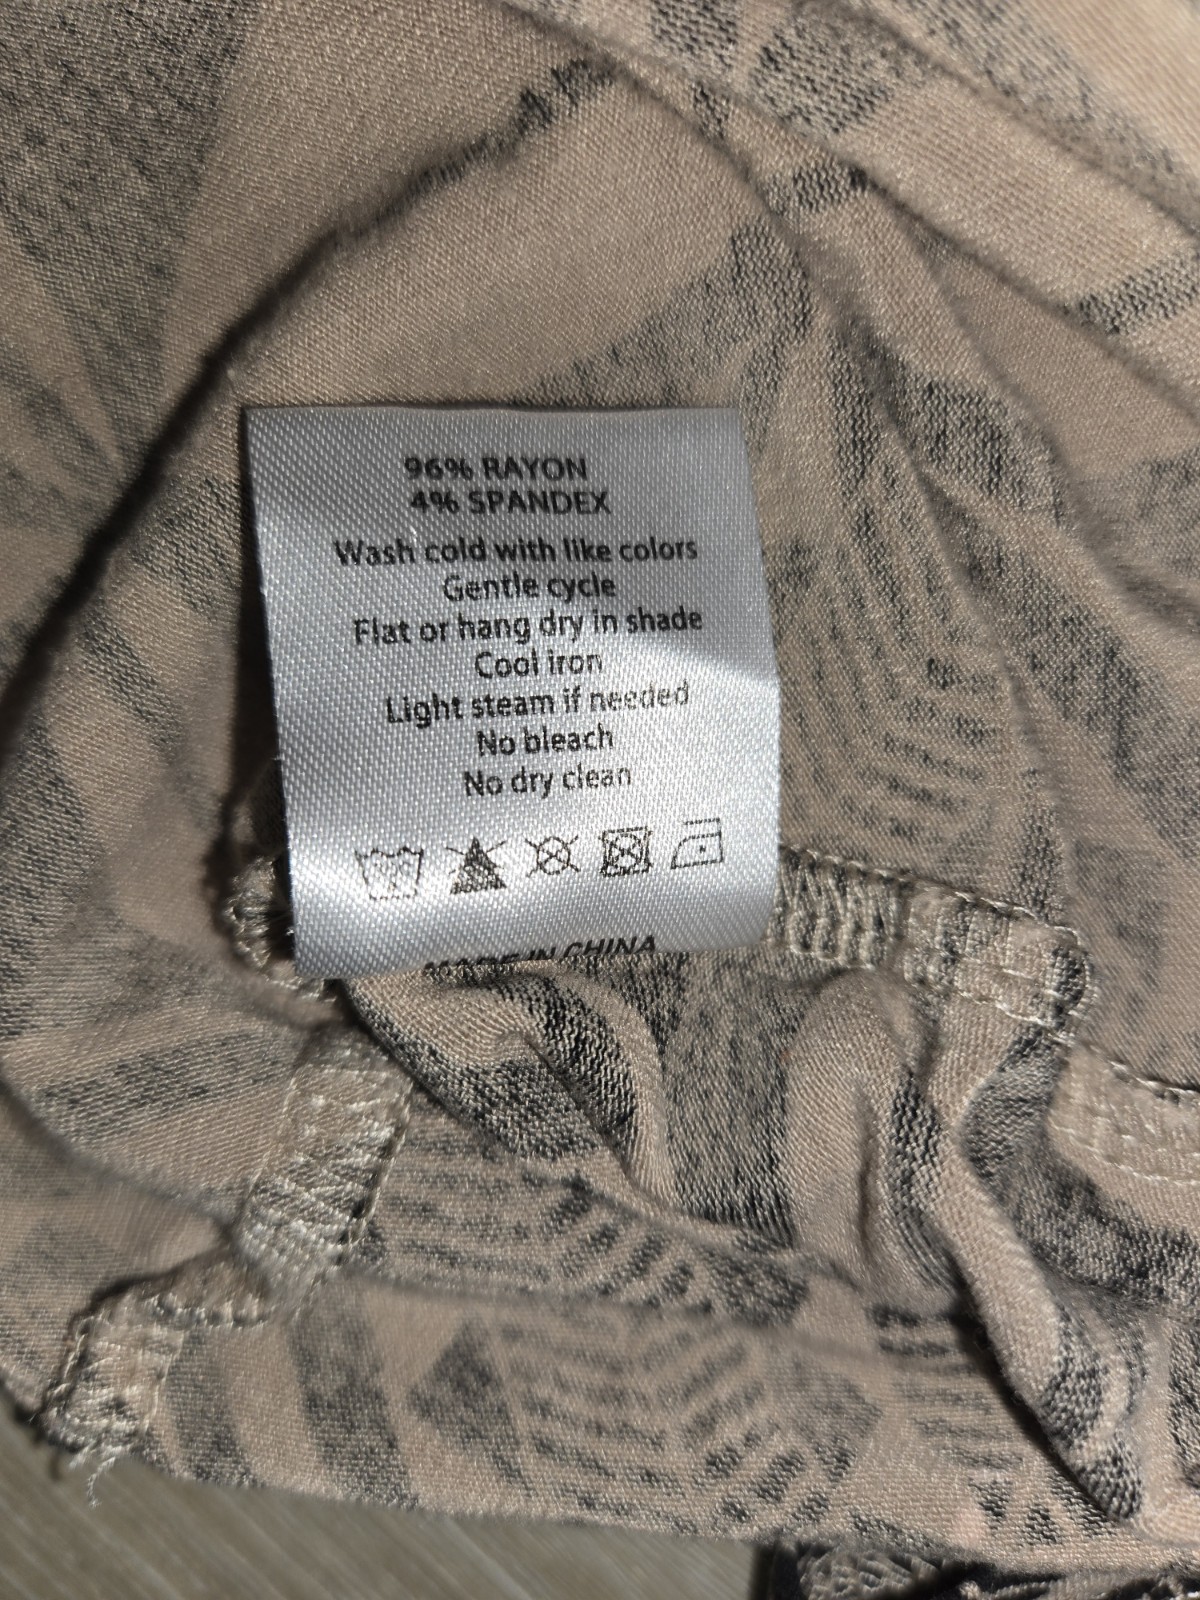 96% RAYON
4% SPANDEX
Wash cold with like colors
Gentle cycle
Flat or hang dry in shade
Cool iron
Light steam if needed
No bleach
No dry clean
MADE IN CHINA